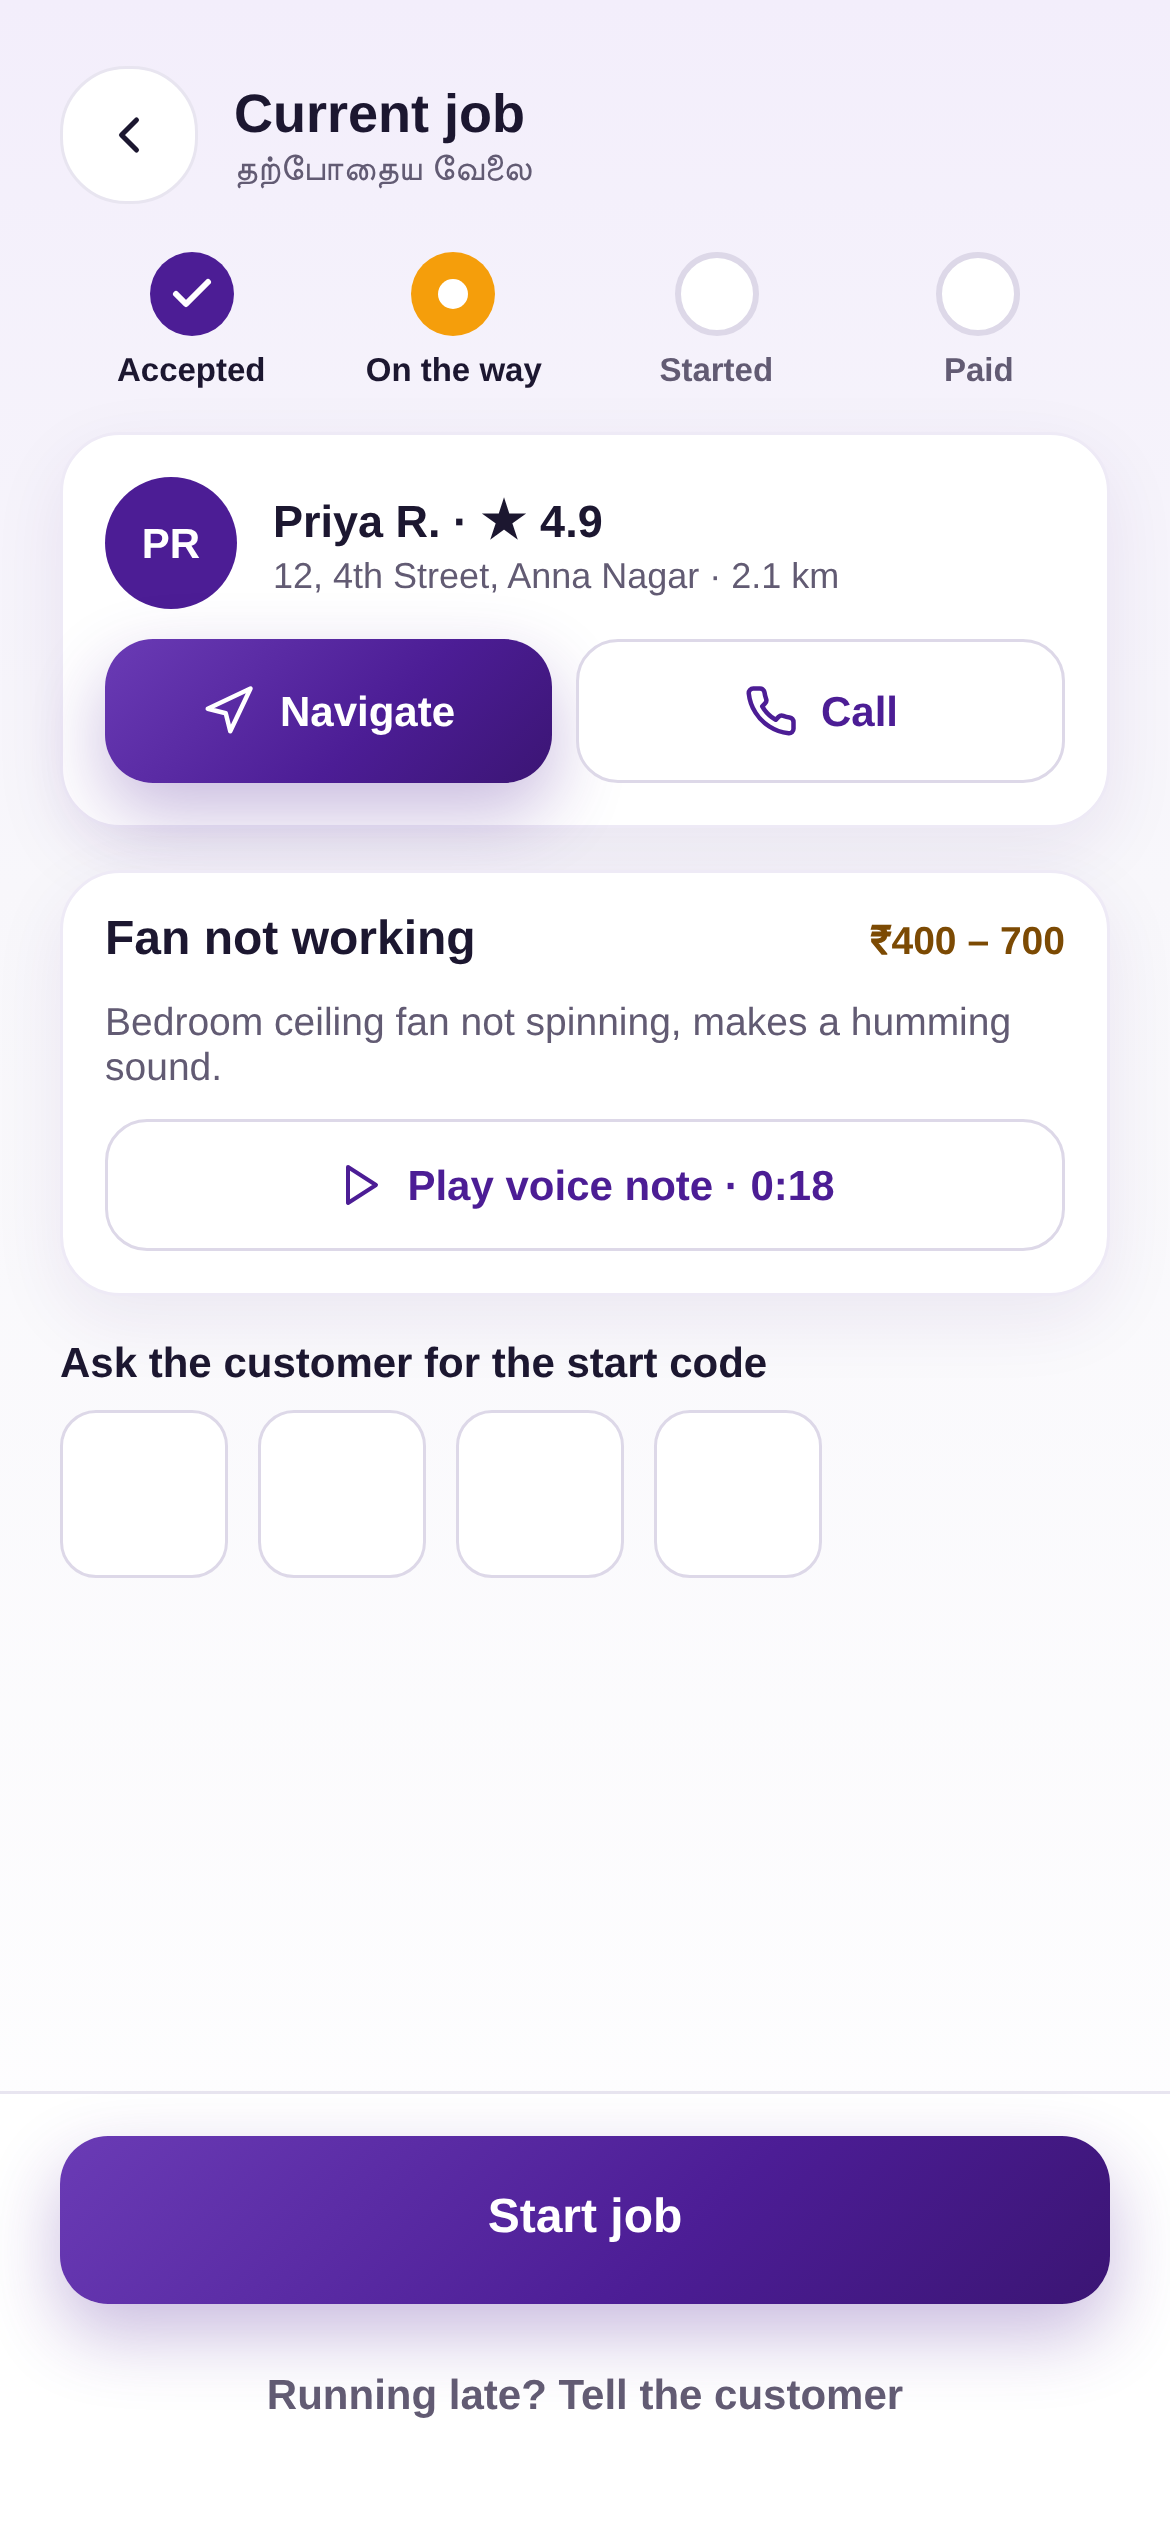 Current job
தற்போதைய வேலை
Accepted
On the way
Started
Paid
PR
Priya R. · ★ 4.9
12, 4th Street, Anna Nagar · 2.1 km
Navigate
Call
Fan not working
₹400 – 700
Bedroom ceiling fan not spinning, makes a humming
sound.
Play voice note · 0:18
Ask the customer for the start code
Start job
Running late? Tell the customer